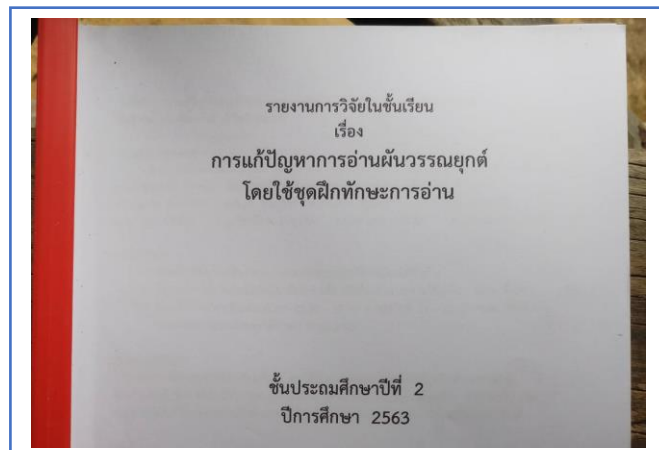 รายงานการวิจัยในชั้นเรียน
เรื่อง
การแก้ปัญหาการอ่านผันวรรณยุกต์
โดยใช้ชุดฝึกทักษะการอ่าน
ชั้นประถมศึกษาปีที่ 2
ปีการศึกษา 2563